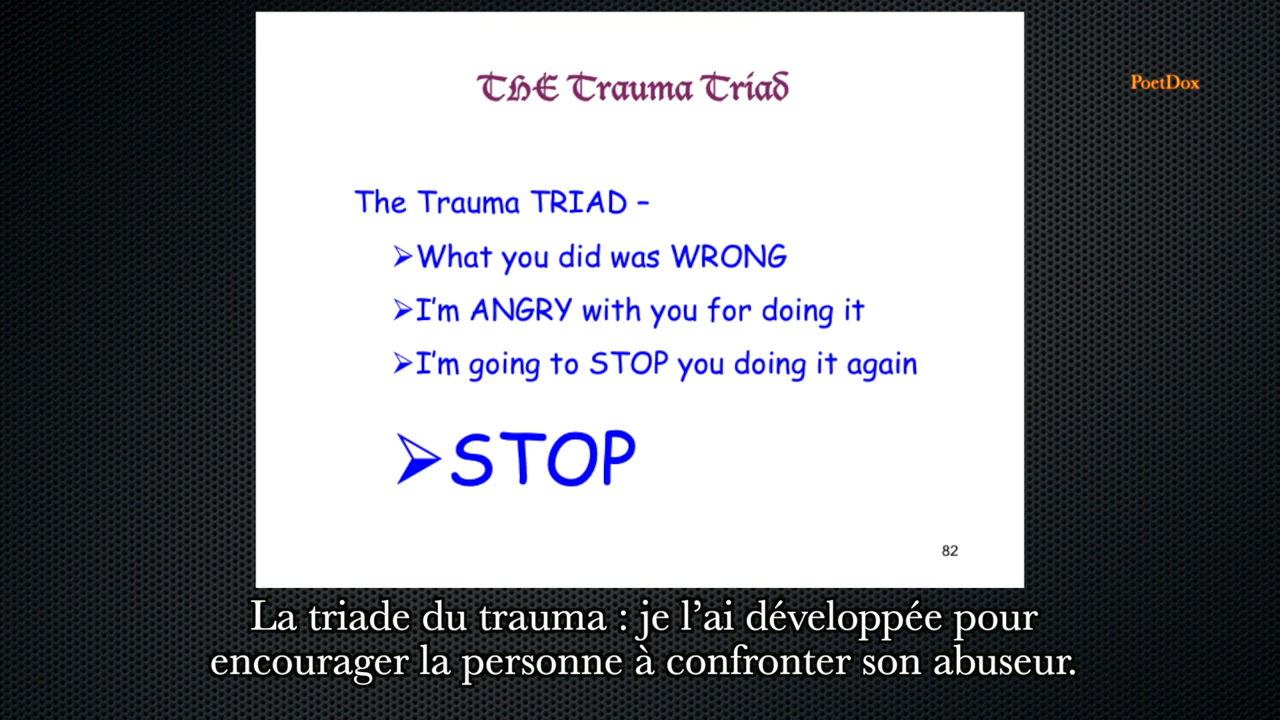 THE Trauma Triad
PoetDox
The Trauma TRIAD –
➢What you did was WRONG
➢I'm ANGRY with you for doing it
➢I'm going to STOP you doing it again
➢STOP
82
La triade du trauma : je l'ai développée pour
encourager la personne à confronter son abuseur.